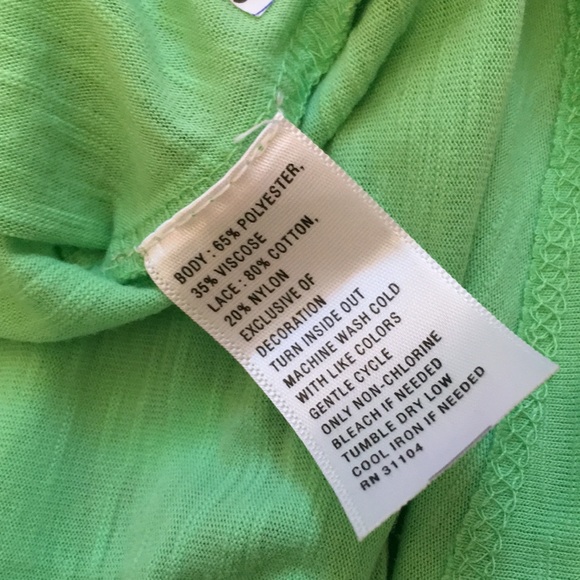 BODY : 65% POLYESTER,
35% VISCOSE
LACE : 80% COTTON,
20% NYLON
EXCLUSIVE OF
DECORATION
TURN INSIDE OUT
MACHINE WASH COLD
WITH LIKE COLORS
GENTLE CYCLE
ONLY NON-CHLORINE
BLEACH IF NEEDED
TUMBLE DRY LOW
COOL IRON IF NEEDED
RN 31104